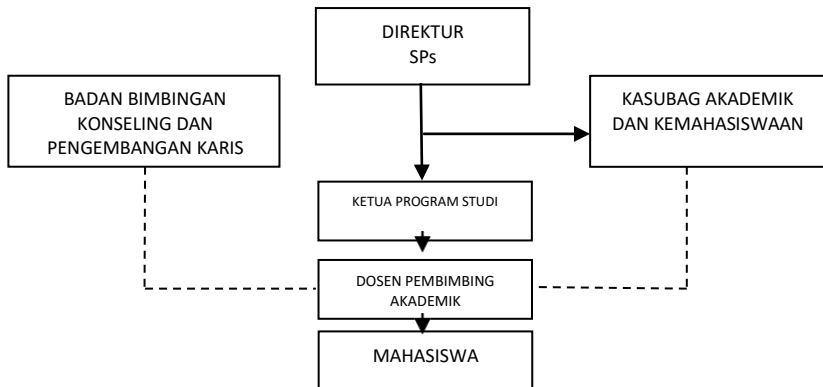 DIREKTUR
SPs
BADAN BIMBINGAN
KONSELING DAN
PENGEMBANGAN KARIS
KASUBAG AKADEMIK
DAN KEMAHASISWAAN
KETUA PROGRAM STUDI
DOSEN PEMBIMBING
AKADEMIK
MAHASISWA